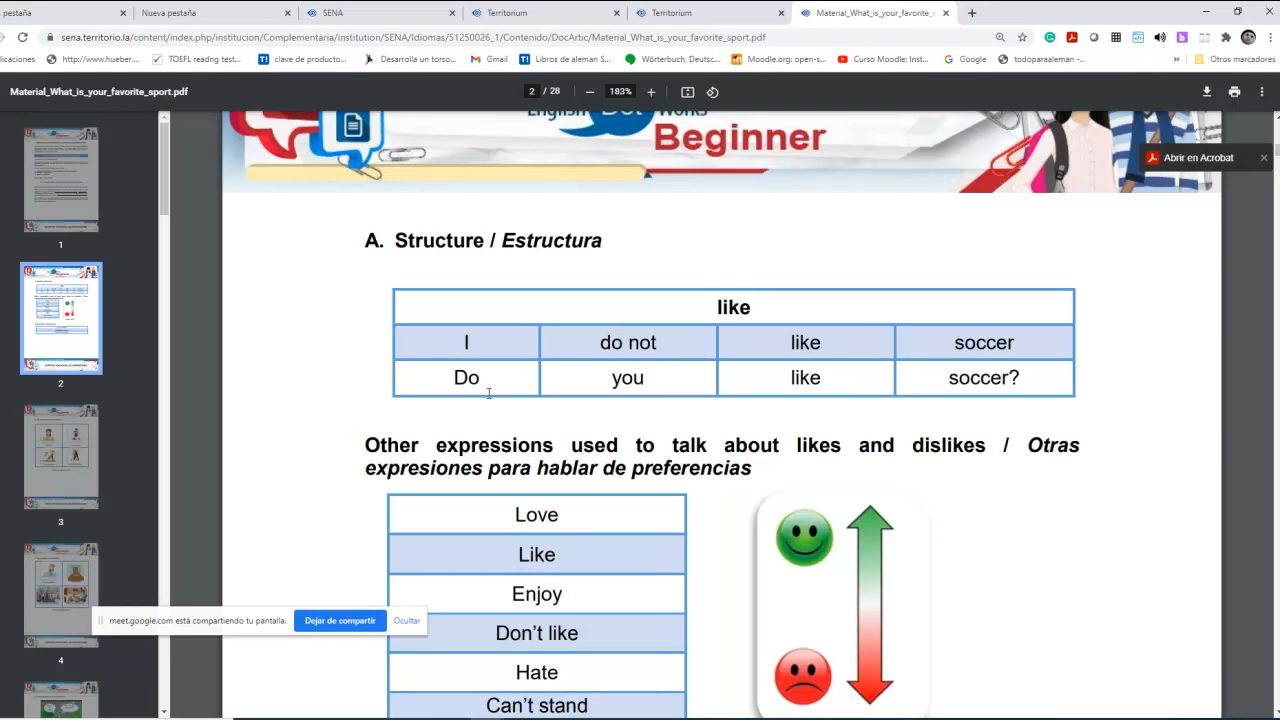 pestaña
Nueva pestaña
SENA
Territorium
Territorium
Material_What_is_your_favorite_s
sena.territorio.la/content/index.php/institucion/Complementaria/institution/SENA/Idiomas/51250026_1/Contenido/DocArtic/Material_What_is_your_favorite_sport.pdf
licaciones
http://www.hueber...
TOEFL readng test...
clave de producto...
Desarrolla un torso...
Gmail
Libros de aleman S...
Wörterbuch, Deutsc...
Moodle.org: open-s...
Curso Moodle: Inst...
Google
todoparaaleman -...
»
Otros marcadores
Material_What_is_your_favorite_sport.pdf
2 / 28
183%
English Dot Works
Beginner
Abrir en Acrobat
1
2
3
4
A. Structure / Estructura
like
I do not like soccer
Do you like soccer?
Other expressions used to talk about likes and dislikes / Otras
expresiones para hablar de preferencias
Love
Like
Enjoy
Don't like
Hate
Can't stand
meet.google.com está compartiendo tu pantalla.
Dejar de compartir
Ocultar